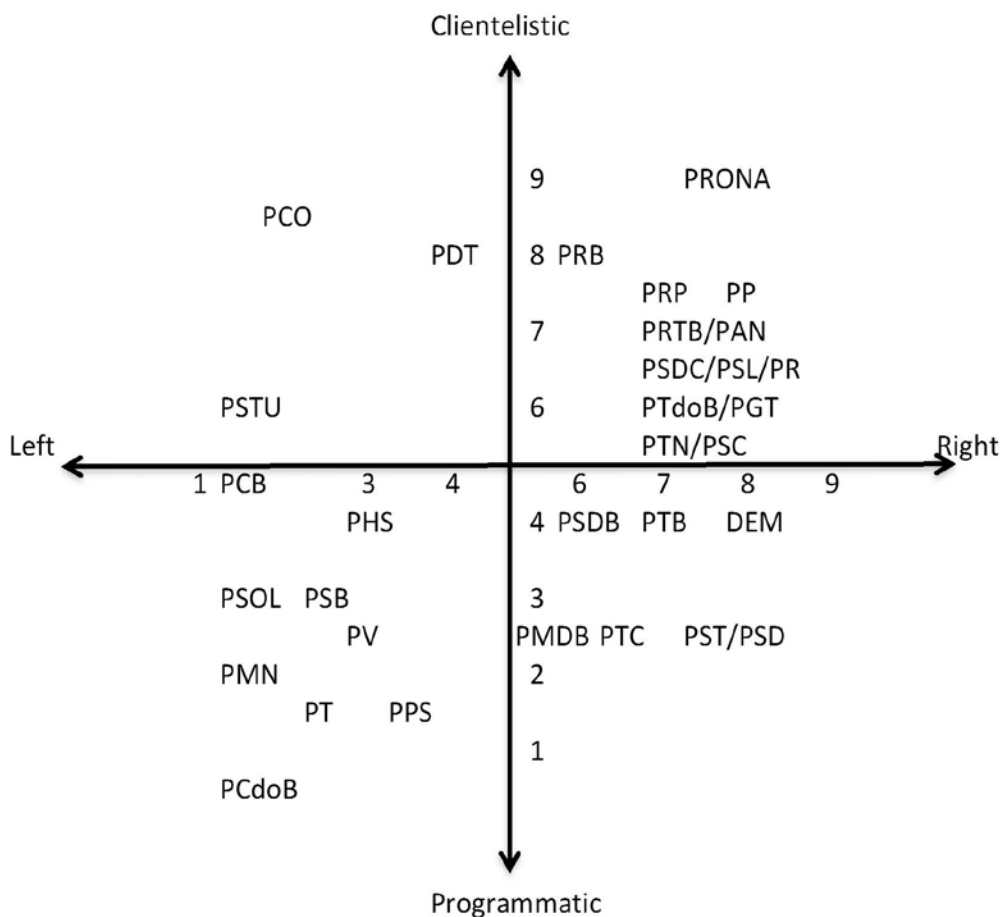 Clientelistic
9 PRONA
PCO
PDT 8 PRB
PRP PP
7 PRTB/PAN
PSDC/PSL/PR
PSTU 6 PTdoB/PGT
Left PTN/PSC Right
1 PCB 3 4 6 7 8 9
PHS 4 PSDB PTB DEM
PSOL PSB 3
PV PMDB PTC PST/PSD
PMN 2
PT PPS
1
PCdoB
Programmatic